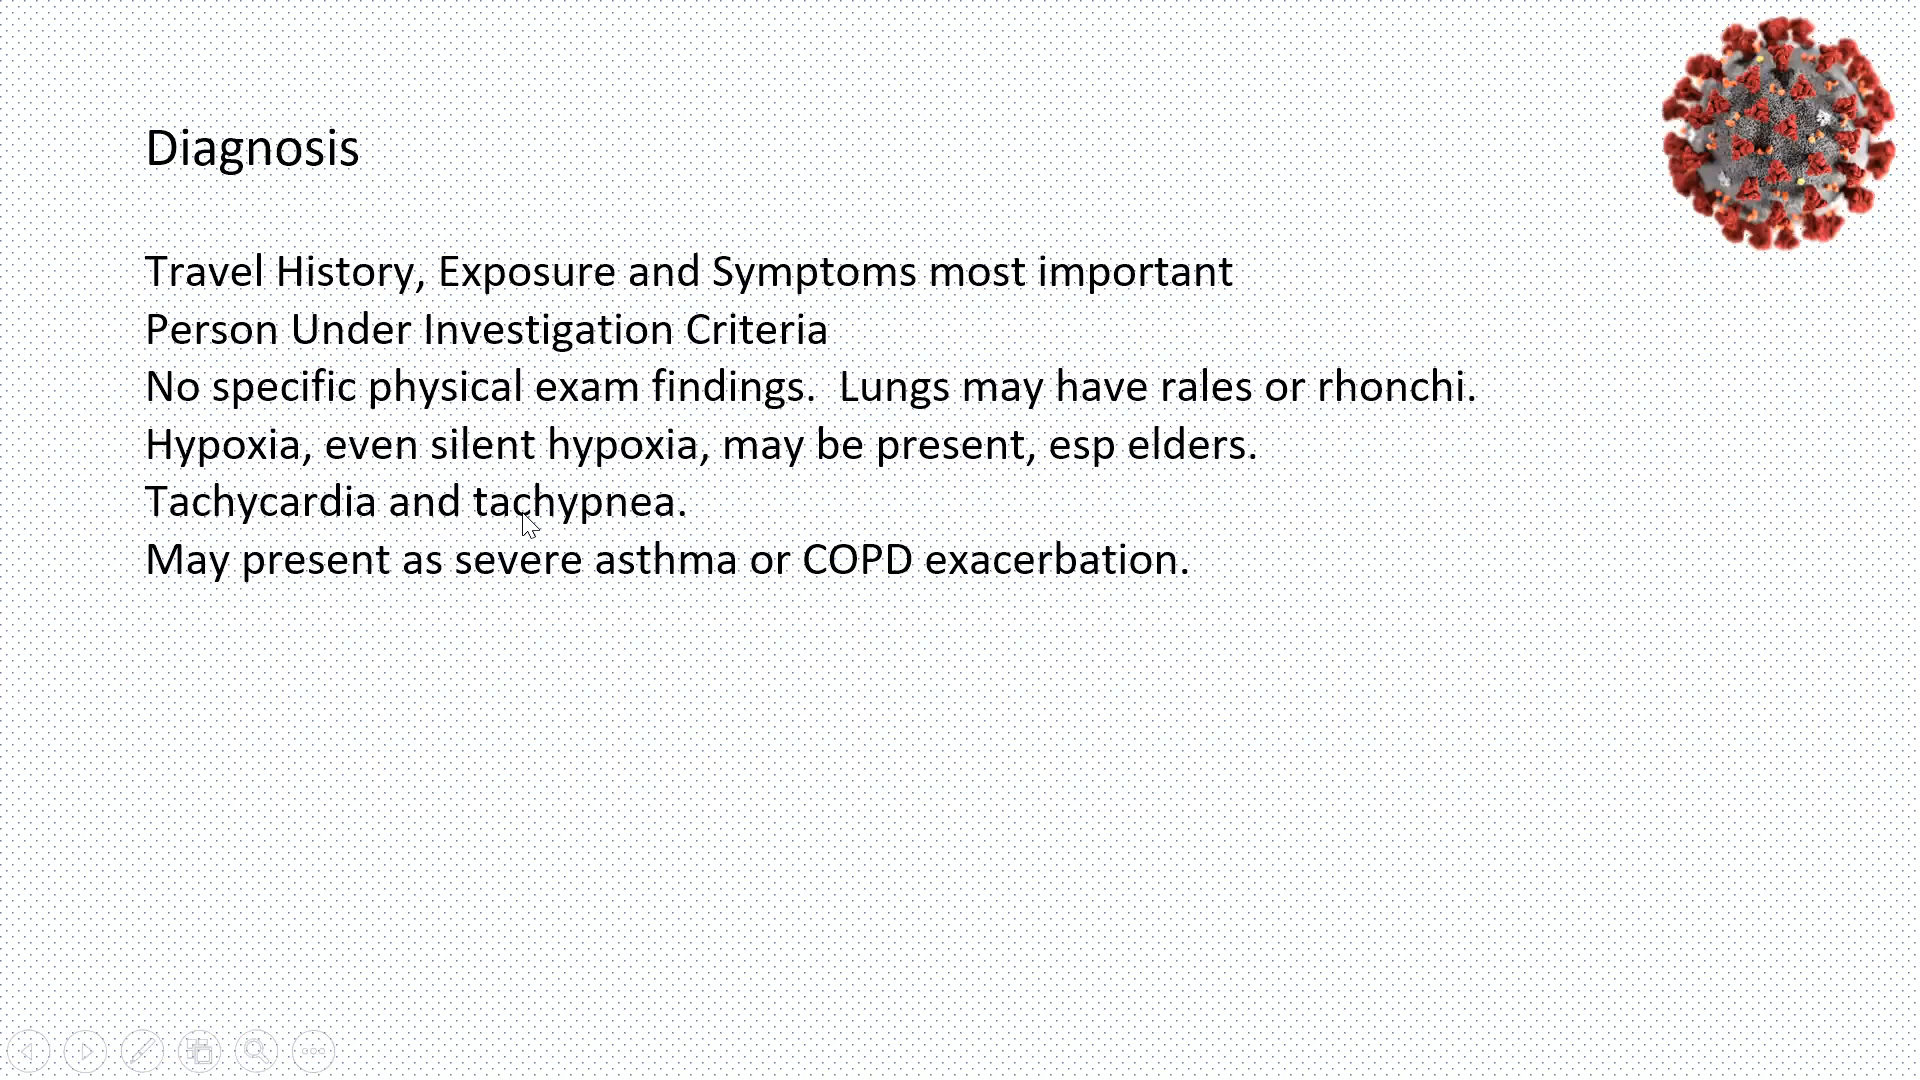 Diagnosis
Travel History, Exposure and Symptoms most important
Person Under Investigation Criteria
No specific physical exam findings.  Lungs may have rales or rhonchi.
Hypoxia, even silent hypoxia, may be present, esp elders.
Tachycardia and tachypnea.
May present as severe asthma or COPD exacerbation.